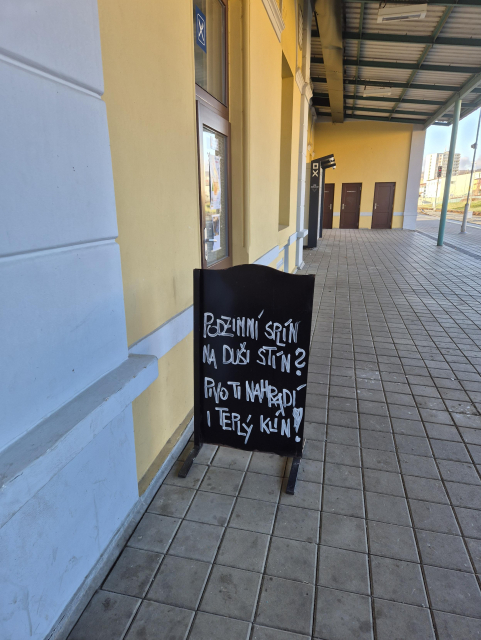 PODZIMNÍ SPLÍN
NA DUŠI STÍN?
PIVO TI NAHRADÍ
I TEPLÝ KLÍN!